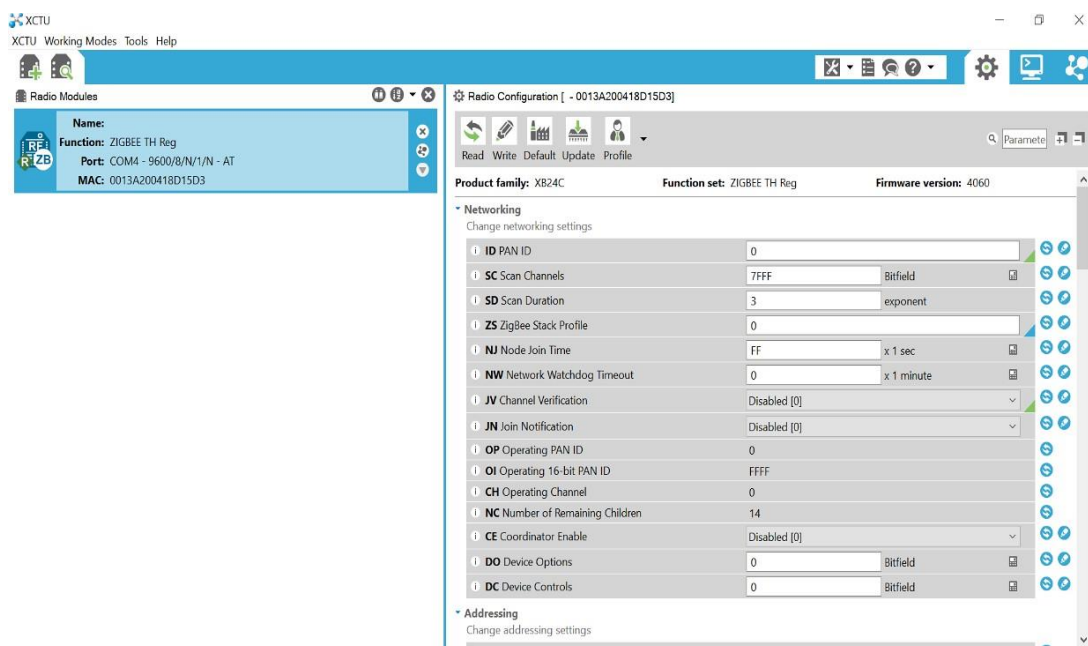 XCTU
XCTU Working Modes Tools Help
Radio Modules
Name:
Function: ZIGBEE TH Reg
Port: COM4 - 9600/8/N/1/N - AT
MAC: 0013A200418D15D3
RF
R ZB
Radio Configuration [ - 0013A200418D15D3]
Read Write Default Update Profile
Paramete
Product family: XB24C Function set: ZIGBEE TH Reg Firmware version: 4060
Networking
Change networking settings
i ID PAN ID 0
i SC Scan Channels 7FFF Bitfield
i SD Scan Duration 3 exponent
i ZS ZigBee Stack Profile 0
i NJ Node Join Time FF x 1 sec
i NW Network Watchdog Timeout 0 x 1 minute
i JV Channel Verification Disabled [0]
i JN Join Notification Disabled [0]
i OP Operating PAN ID 0
i OI Operating 16-bit PAN ID FFFF
i CH Operating Channel 0
i NC Number of Remaining Children 14
i CE Coordinator Enable Disabled [0]
i DO Device Options 0 Bitfield
i DC Device Controls 0 Bitfield
Addressing
Change addressing settings